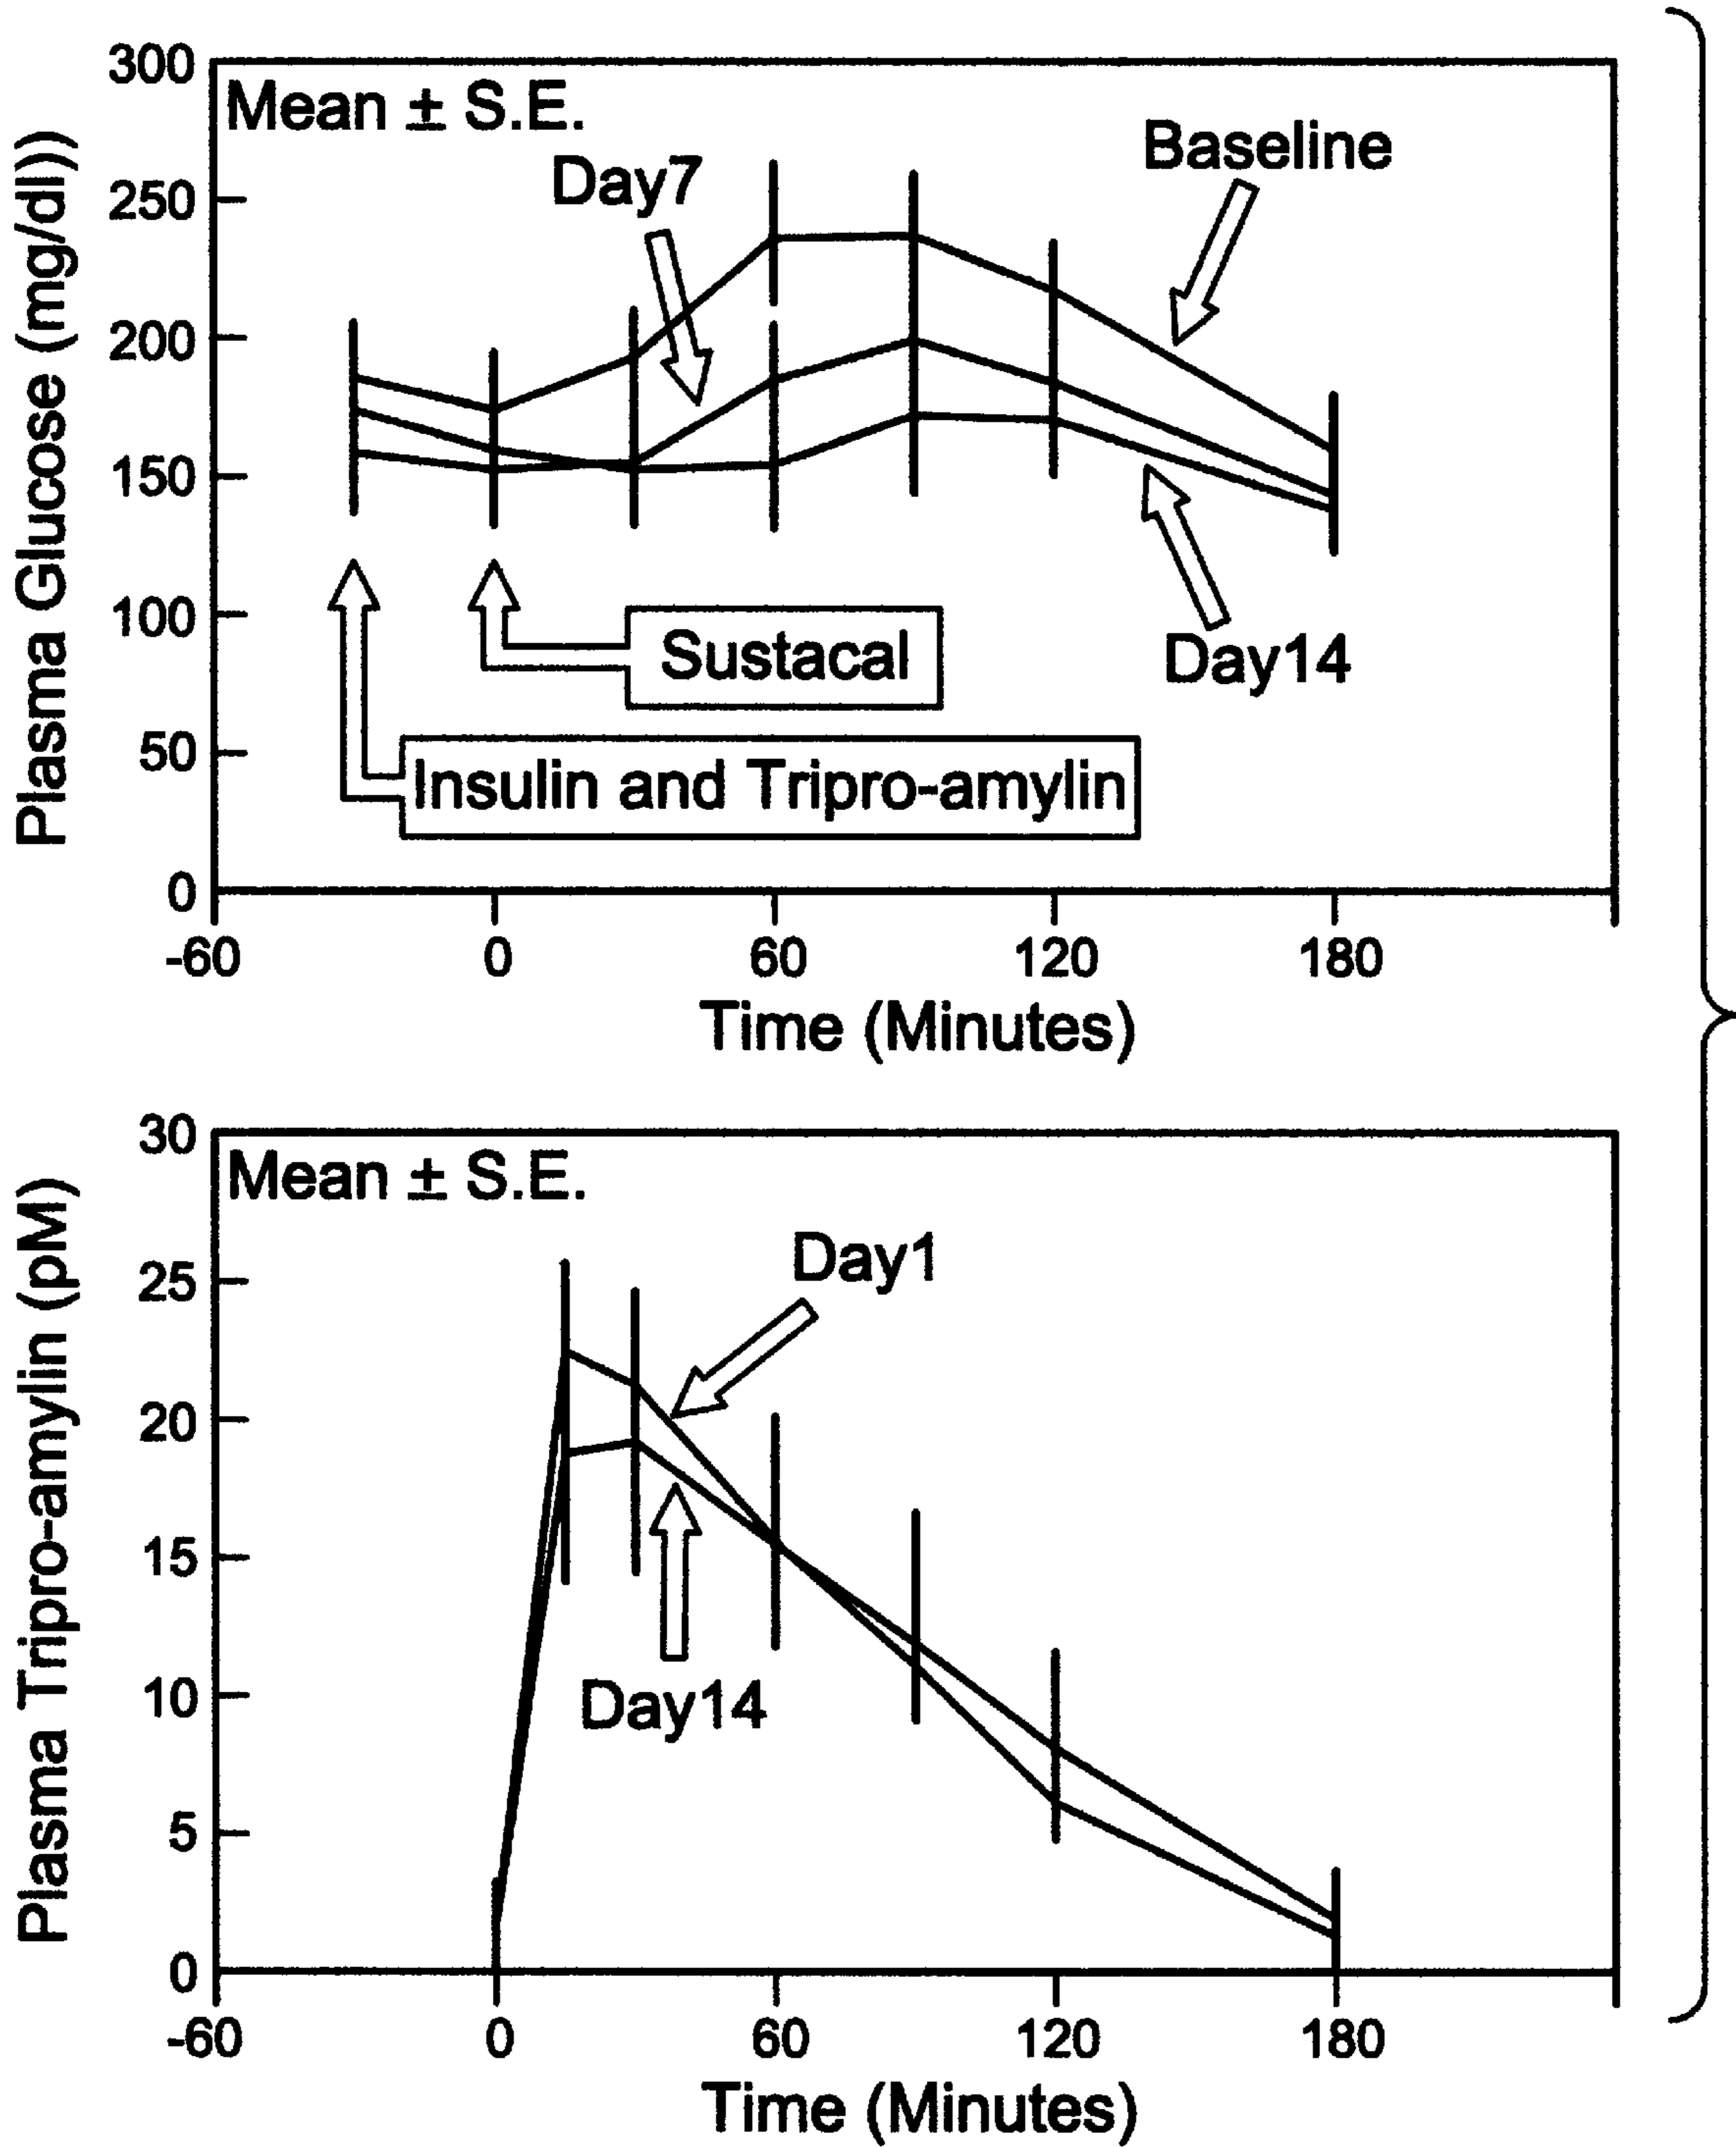 300
Mean ± S.E.
Baseline
Day7
250
200
150
100
Sustacal
Day14
50
Insulin and Tripro-amylin
0
-60 0 60 120 180
Time (Minutes)
Plasma Glucose (mg/dl))
30
Mean ± S.E.
Day1
25
20
15
10
Day14
5
0
-60 0 60 120 180
Time (Minutes)
Plasma Tripro-amylin (pM)